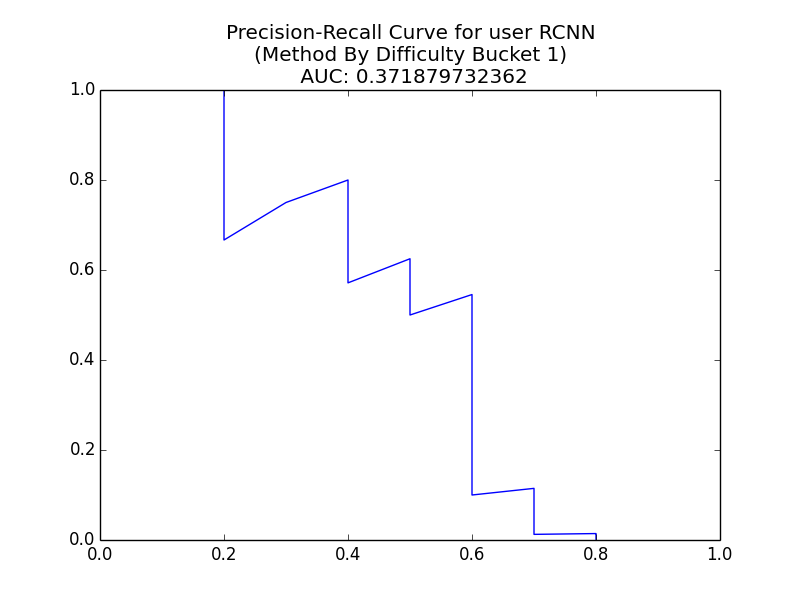 Precision-Recall Curve for user RCNN
(Method By Difficulty Bucket 1)
AUC: 0.371879732362
1.0
0.8
0.6
0.4
0.2
0.0
0.0 0.2 0.4 0.6 0.8 1.0